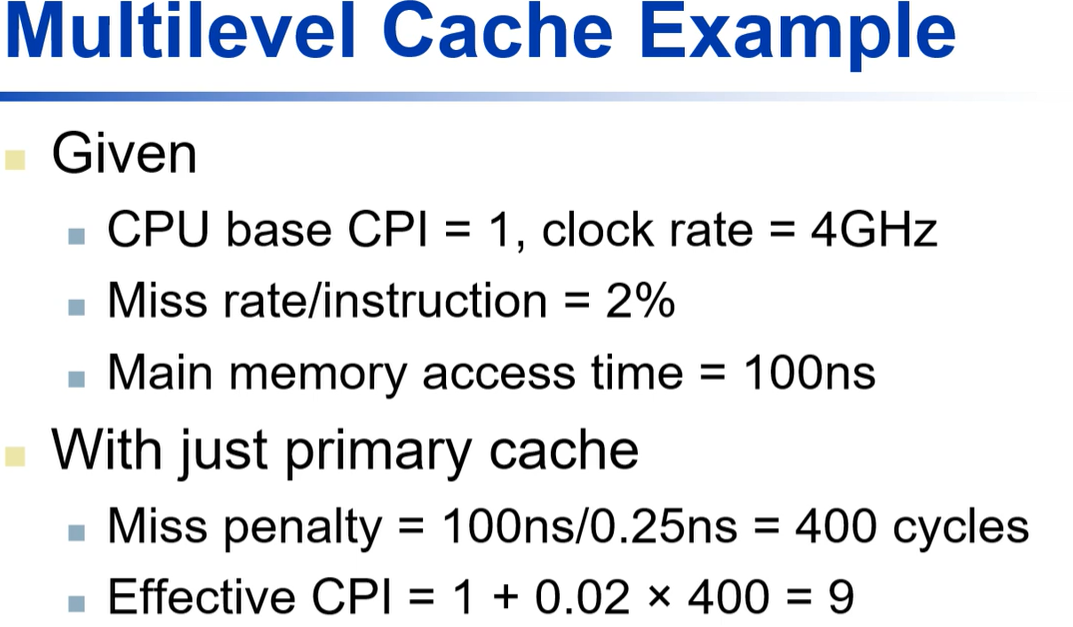 Multilevel Cache Example
Given
CPU base CPI = 1, clock rate = 4GHz
Miss rate/instruction = 2%
Main memory access time = 100ns
With just primary cache
Miss penalty = 100ns/0.25ns = 400 cycles
Effective CPI = 1 + 0.02 × 400 = 9